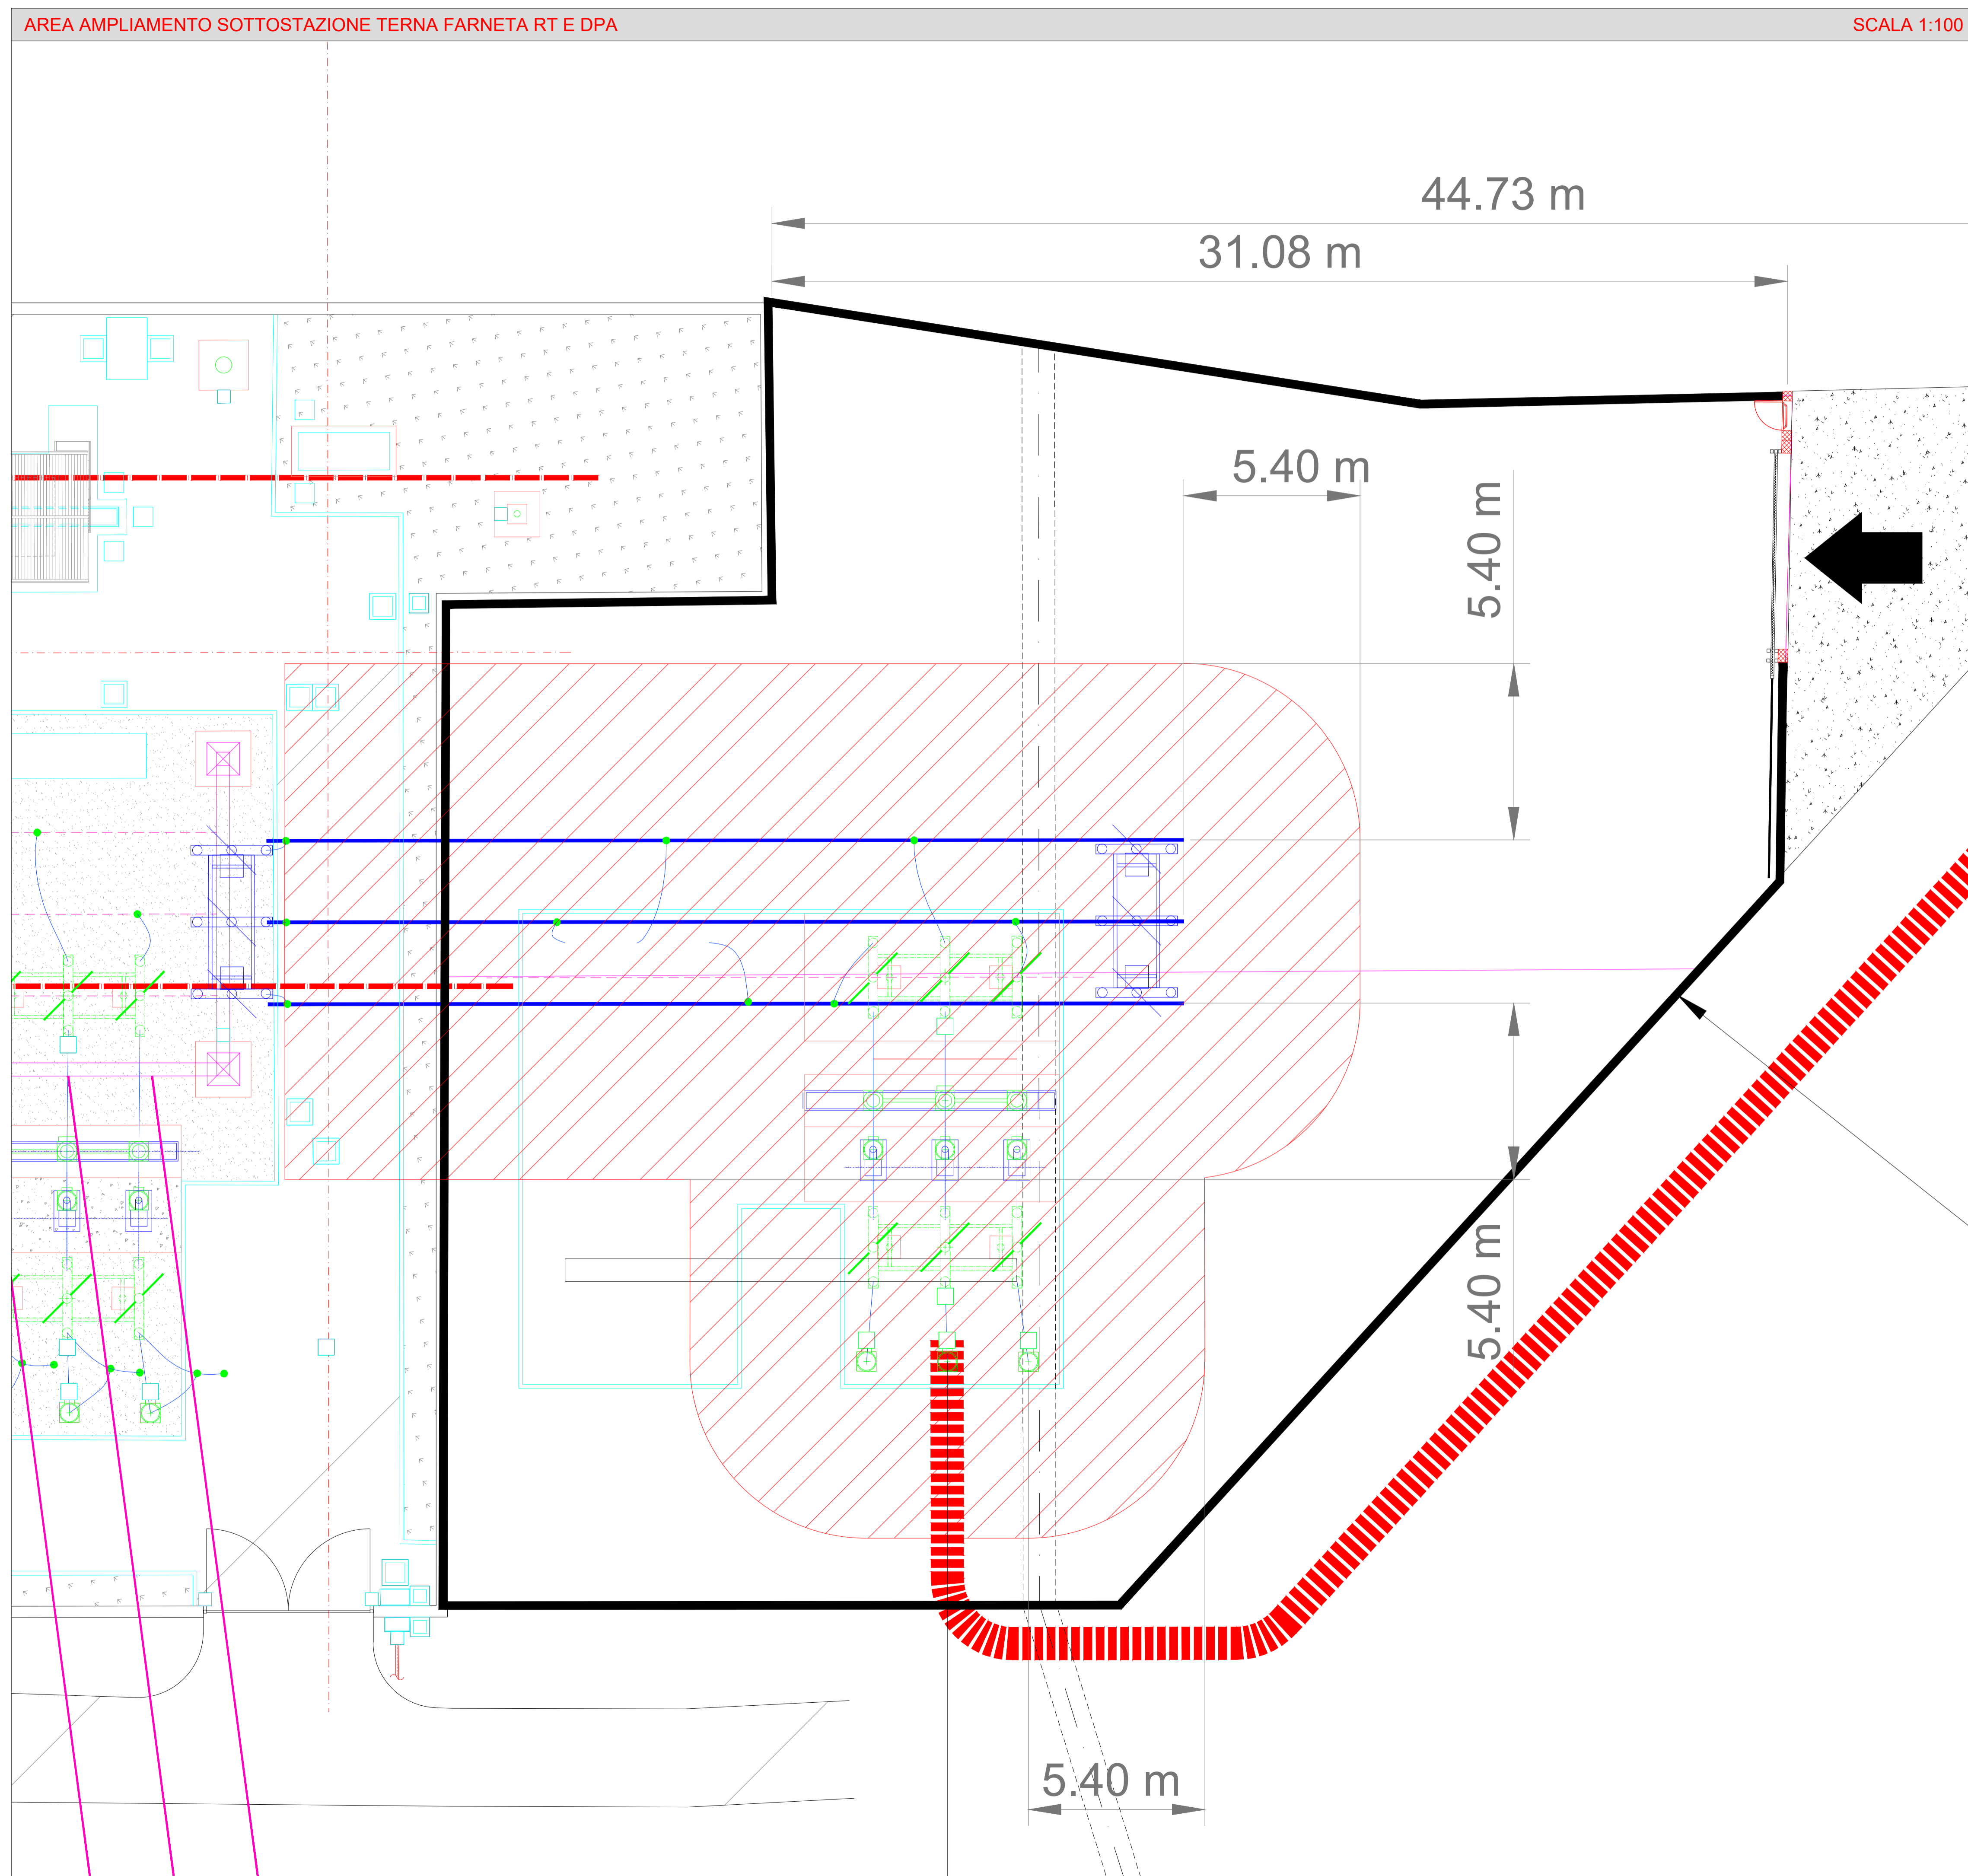 AREA AMPLIAMENTO SOTTOSTAZIONE TERNA FARNETA RT E DPA
SCALA 1:100
44.73 m
31.08 m
5.40 m
5.40 m
5.40 m
5.40 m